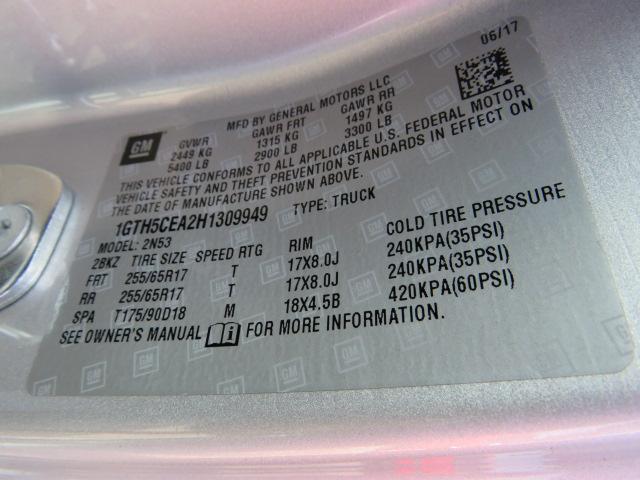 06/17
MFD BY GENERAL MOTORS LLC
GM
GVWR GAWR FRT GAWR RR
2449 KG 1315 KG 1497 KG
5400 LB 2900 LB 3300 LB
THIS VEHICLE CONFORMS TO ALL APPLICABLE U.S. FEDERAL MOTOR
VEHICLE SAFETY AND THEFT PREVENTION STANDARDS IN EFFECT ON
THE DATE OF MANUFACTURE SHOWN ABOVE.
1GTH5CEA2H1309949 TYPE: TRUCK
MODEL: 2N53
2BKZ TIRE SIZE SPEED RTG RIM COLD TIRE PRESSURE
FRT 255/65R17 T 17X8.0J 240KPA(35PSI)
RR 255/65R17 T 17X8.0J 240KPA(35PSI)
SPA T175/90D18 M 18X4.5B 420KPA(60PSI)
SEE OWNER'S MANUAL FOR MORE INFORMATION.